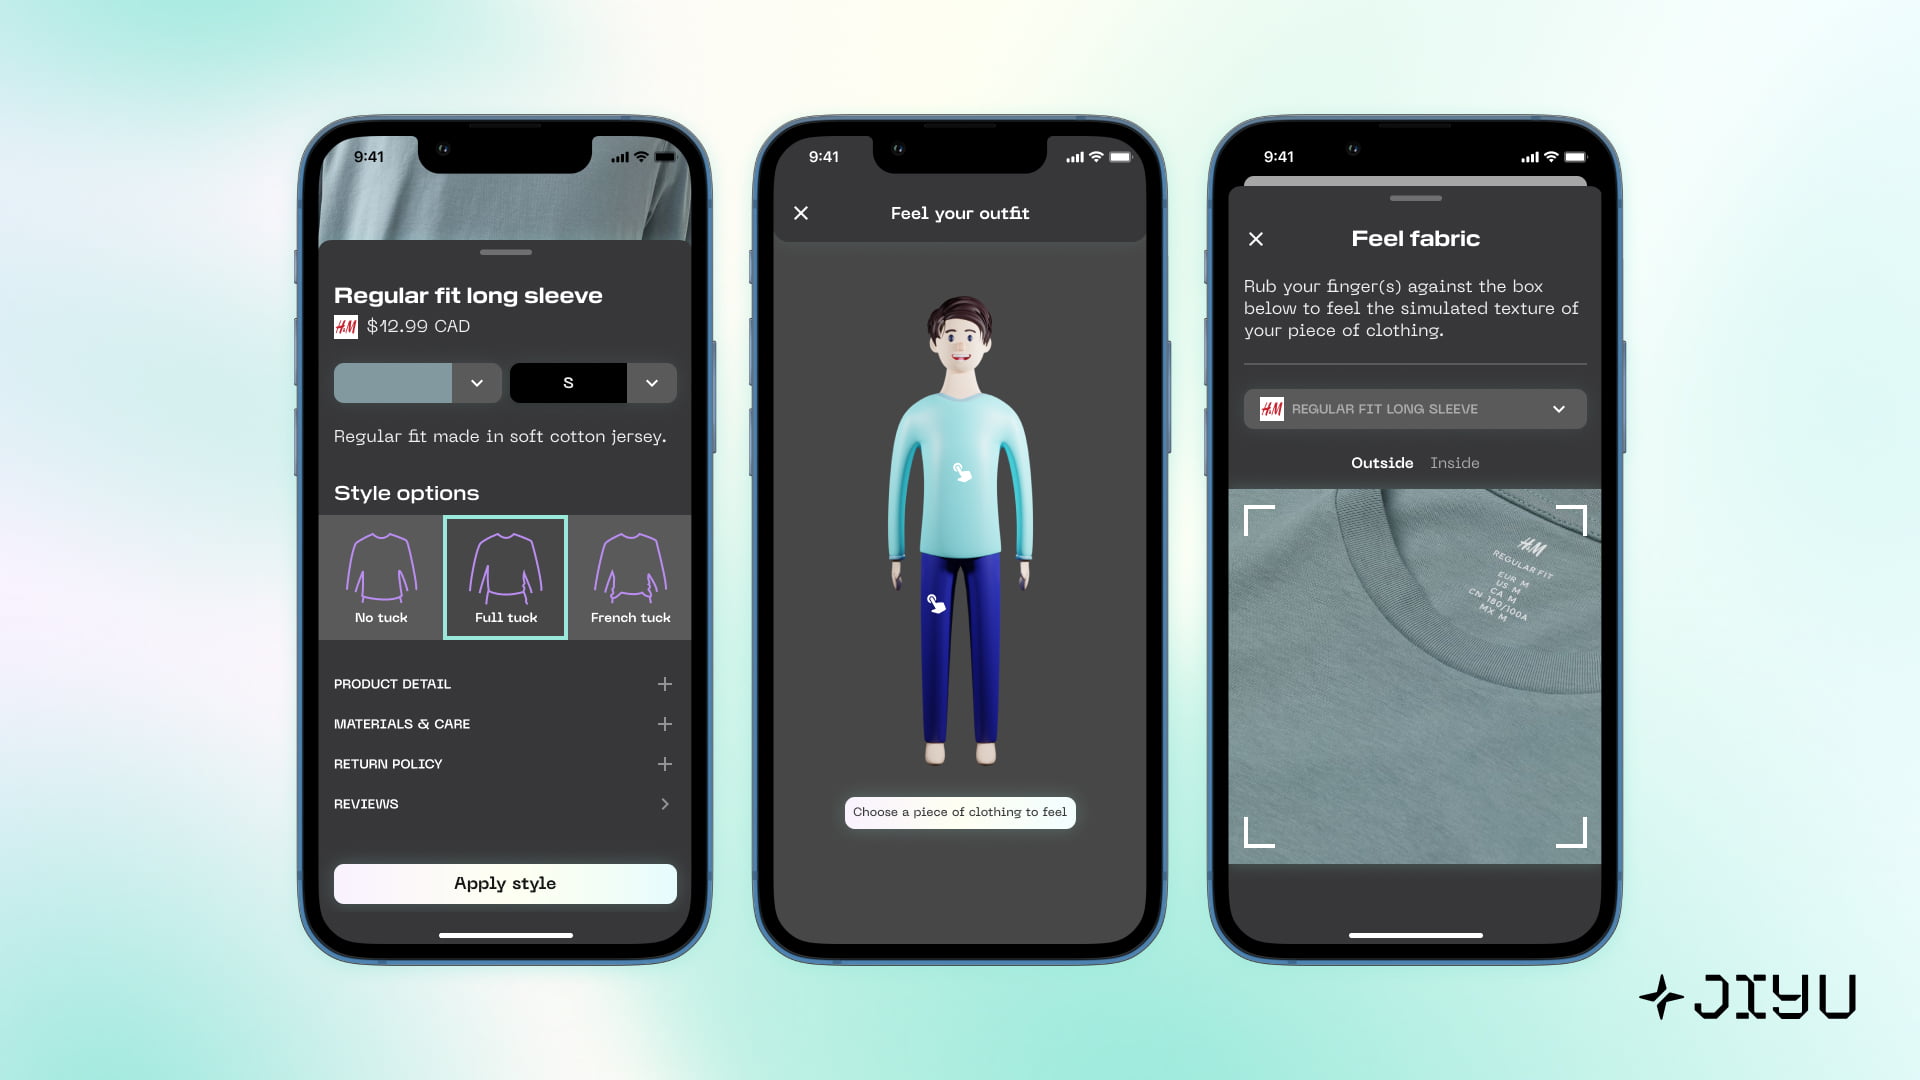 9:41
Regular fit long sleeve
H&M $12.99 CAD
S
Regular fit made in soft cotton jersey.
Style options
No tuck
Full tuck
French tuck
PRODUCT DETAIL
MATERIALS & CARE
RETURN POLICY
REVIEWS
Apply style
9:41
Feel your outfit
Choose a piece of clothing to feel
9:41
Feel fabric
Rub your finger(s) against the box
below to feel the simulated texture of
your piece of clothing.
H&M REGULAR FIT LONG SLEEVE
Outside Inside
H&M
REGULAR FIT
EUR M
US M
CA M
CN 180/100A
MX M
JIYU